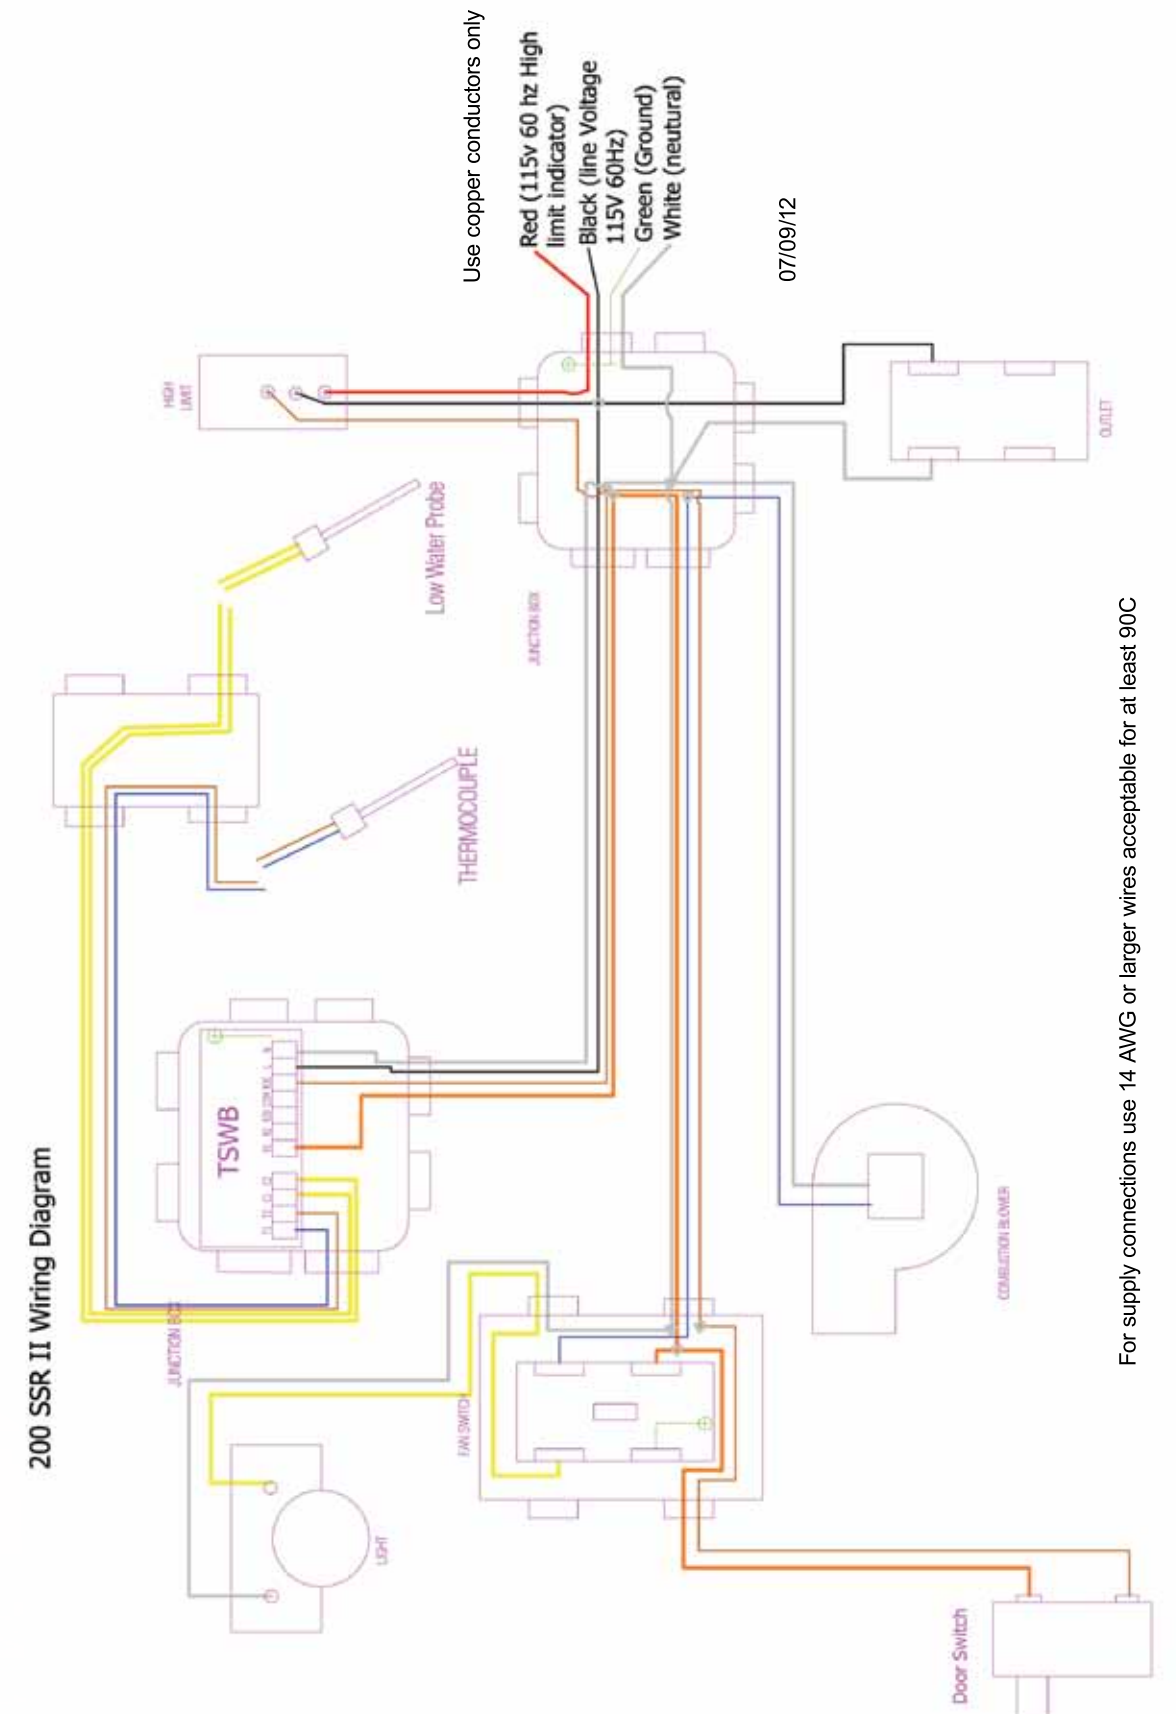 200 SSR II Wiring Diagram
Use copper conductors only
Red (115v 60 hz High
limit indicator)
Black (line Voltage
115V 60Hz)
Green (Ground)
White (neutural)
07/09/12
HIGH
LIMIT
Low Water Probe
THERMOCOUPLE
JUNCTION BOX
OUTLET
TSWB
JUNCTION BOX
FAN SWITCH
LIGHT
COMBUSTION BLOWER
Door Switch
For supply connections use 14 AWG or larger wires acceptable for at least 90C